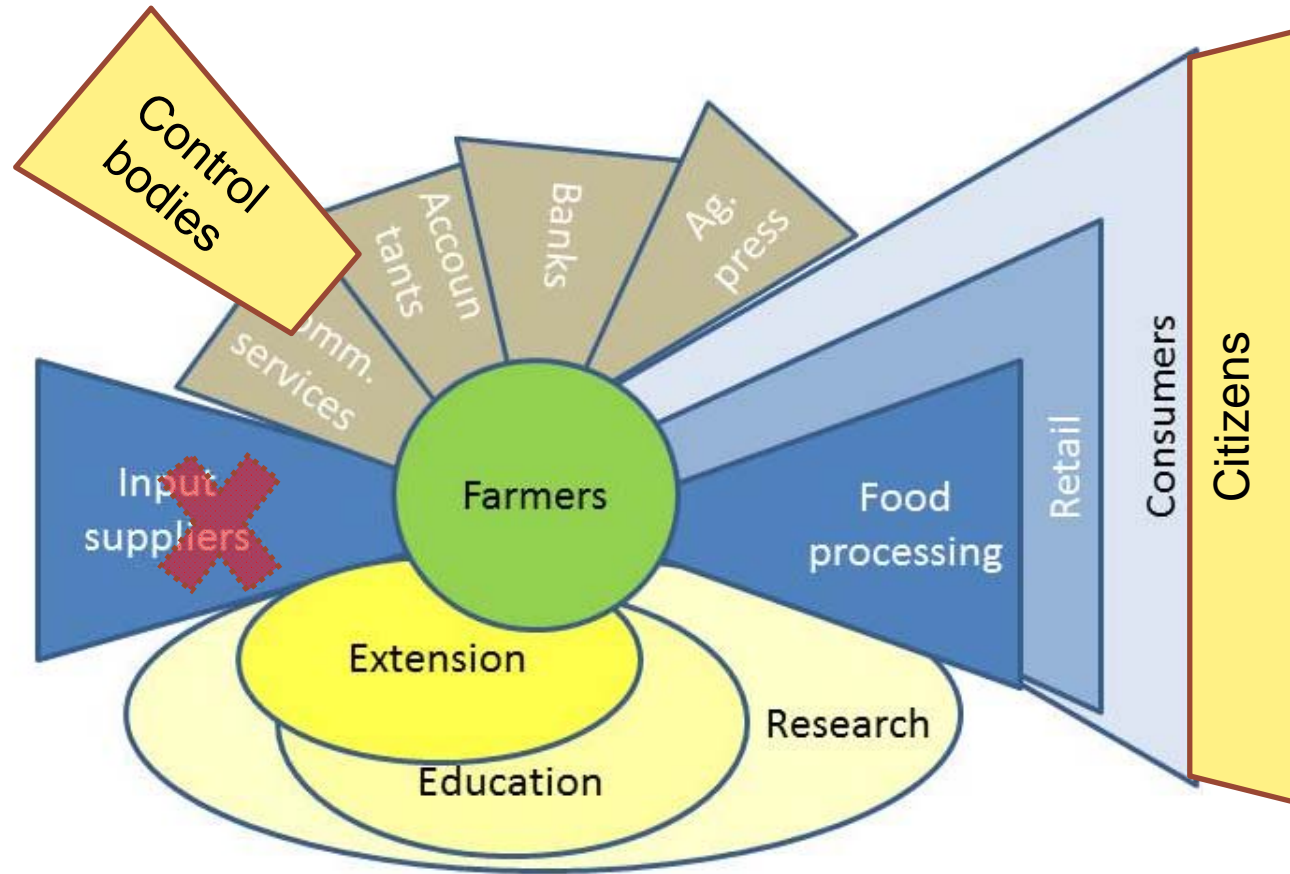 Control
bodies
Accoun
tants
Banks
Ag.
press
omm.
services
Input
suppliers
Farmers
Food
processing
Retail
Consumers
Citizens
Extension
Research
Education